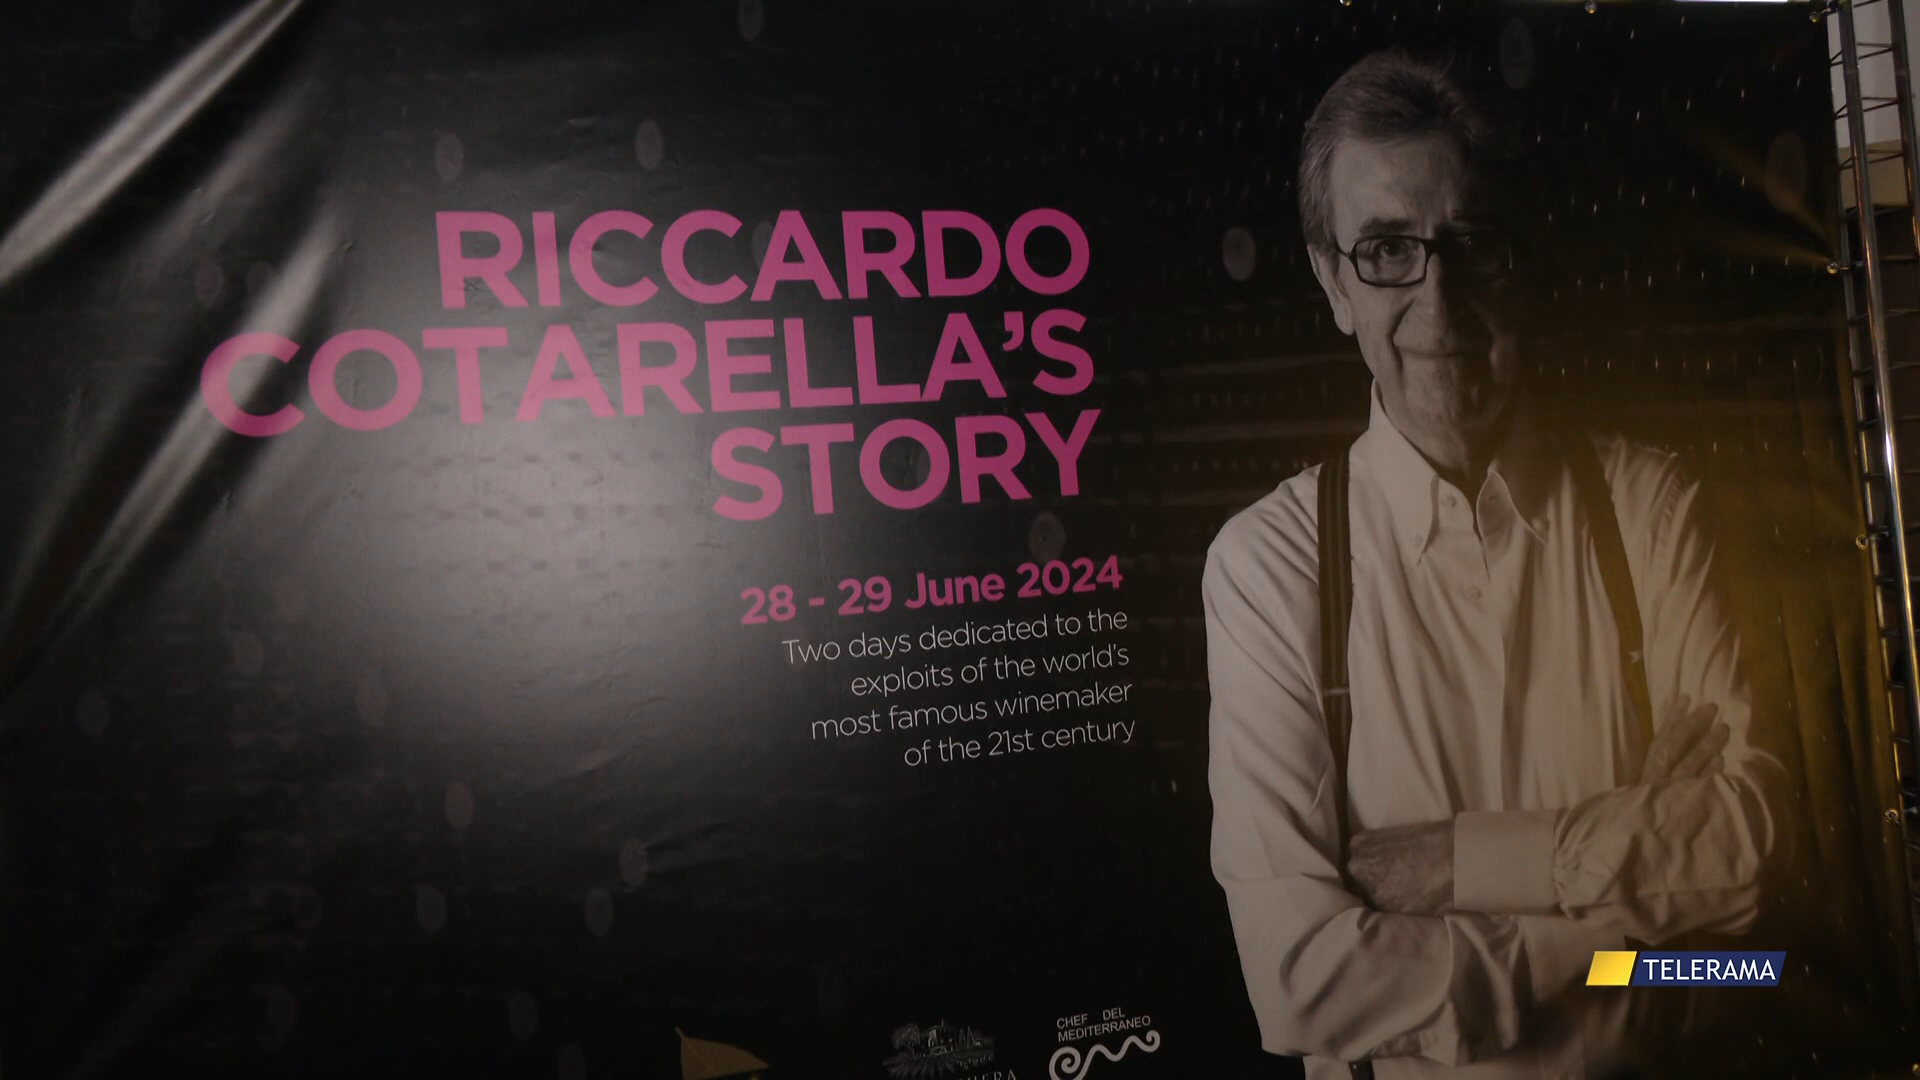 RICCARDO
COTARELLA'S
STORY
28 - 29 June 2024
Two days dedicated to the
exploits of the world's
most famous winemaker
of the 21st century
CHEF DEL
MEDITERRANEO
TELERAMA